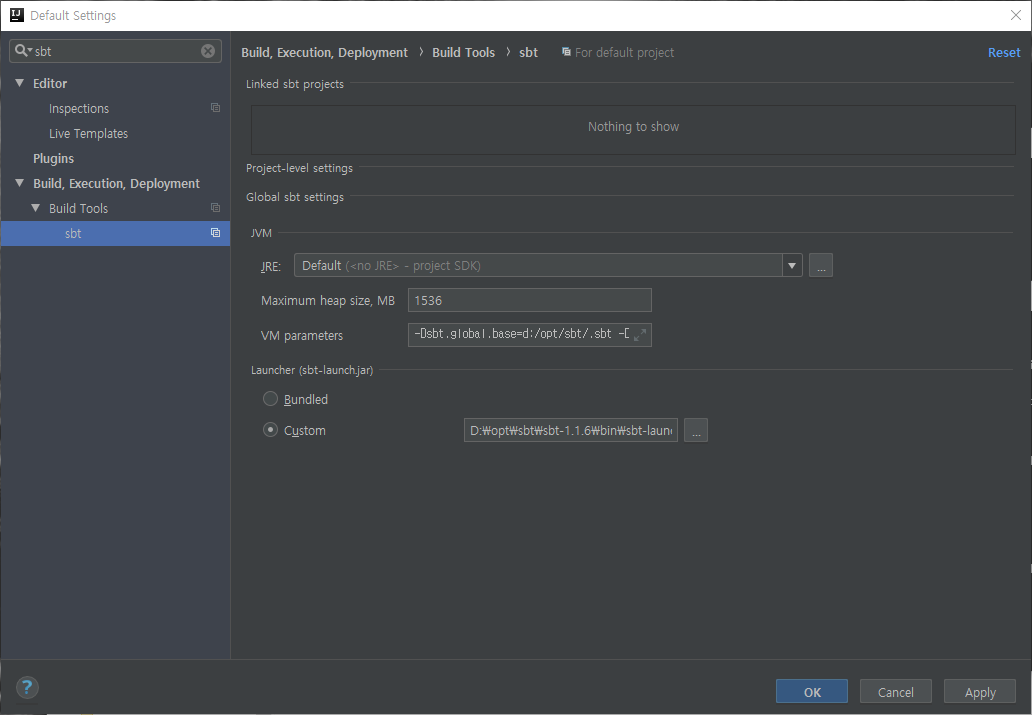 Default Settings
sbt
Build, Execution, Deployment › Build Tools › sbt For default project Reset
Editor
Inspections
Live Templates
Plugins
Build, Execution, Deployment
Build Tools
sbt
Linked sbt projects
Nothing to show
Project-level settings
Global sbt settings
JVM
JRE: Default (<no JRE> - project SDK) ...
Maximum heap size, MB 1536
VM parameters -Dsbt.global.base=d:/opt/sbt/.sbt
Launcher (sbt-launch.jar)
Bundled
Custom D:₩opt₩sbt₩sbt-1.1.6₩bin₩sbt-laun ...
? OK Cancel Apply